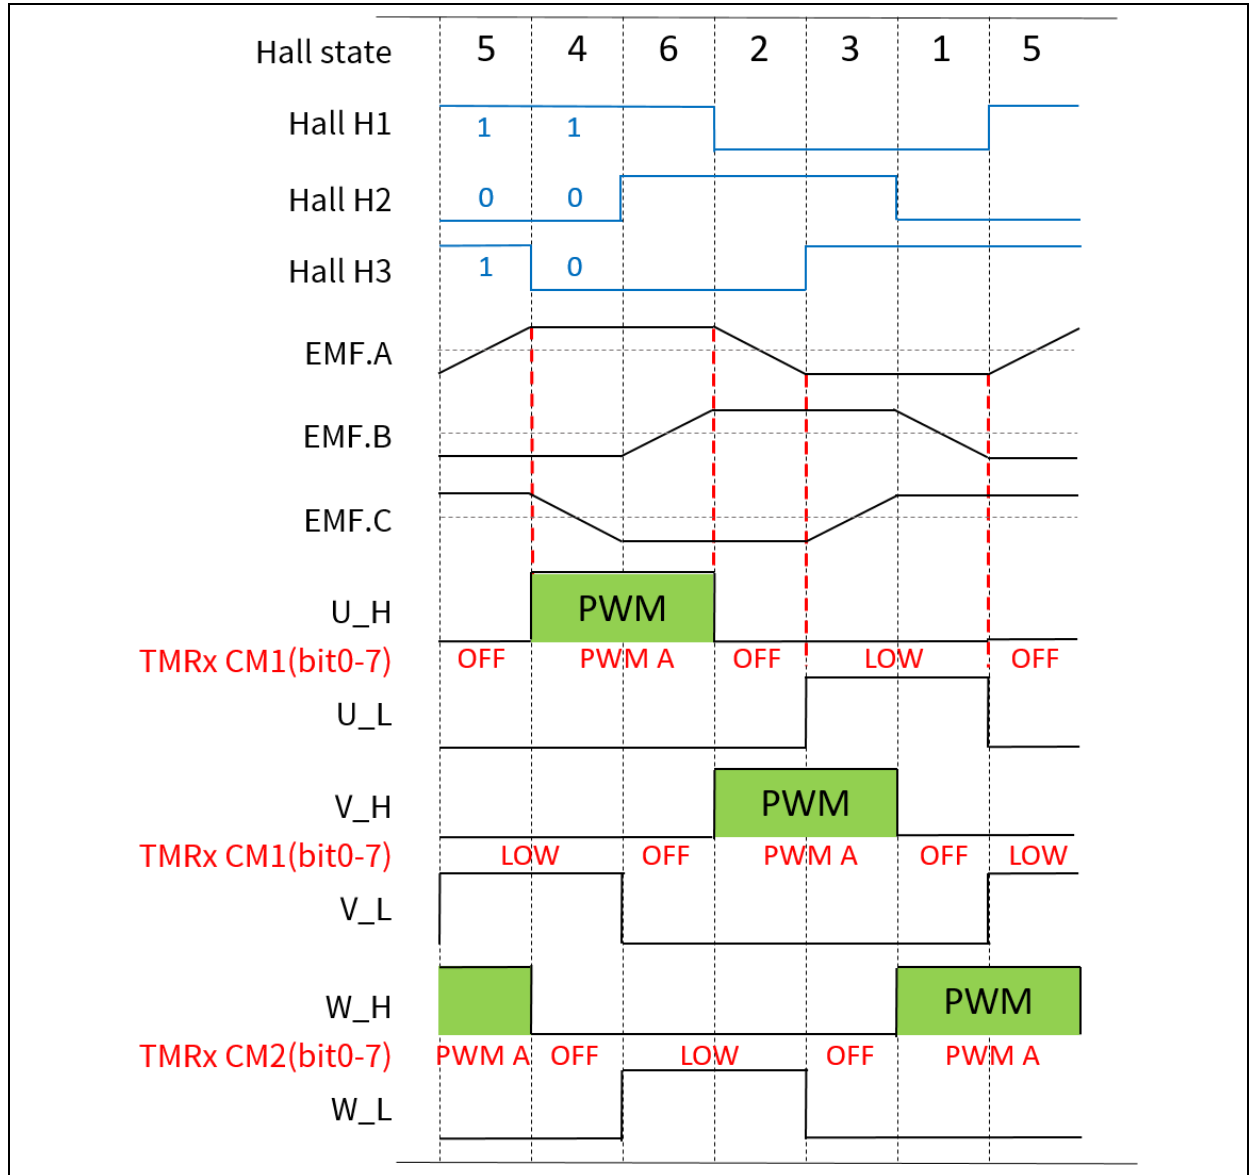 Hall state 5 4 6 2 3 1 5
Hall H1 1 1
Hall H2 0 0
Hall H3 1 0
EMF.A
EMF.B
EMF.C
U_H PWM
TMRx CM1(bit0-7) OFF PWM A OFF LOW OFF
U_L
V_H PWM
TMRx CM1(bit0-7) LOW OFF PWM A OFF LOW
V_L
W_H PWM
TMRx CM2(bit0-7) PWM A OFF LOW OFF PWM A
W_L